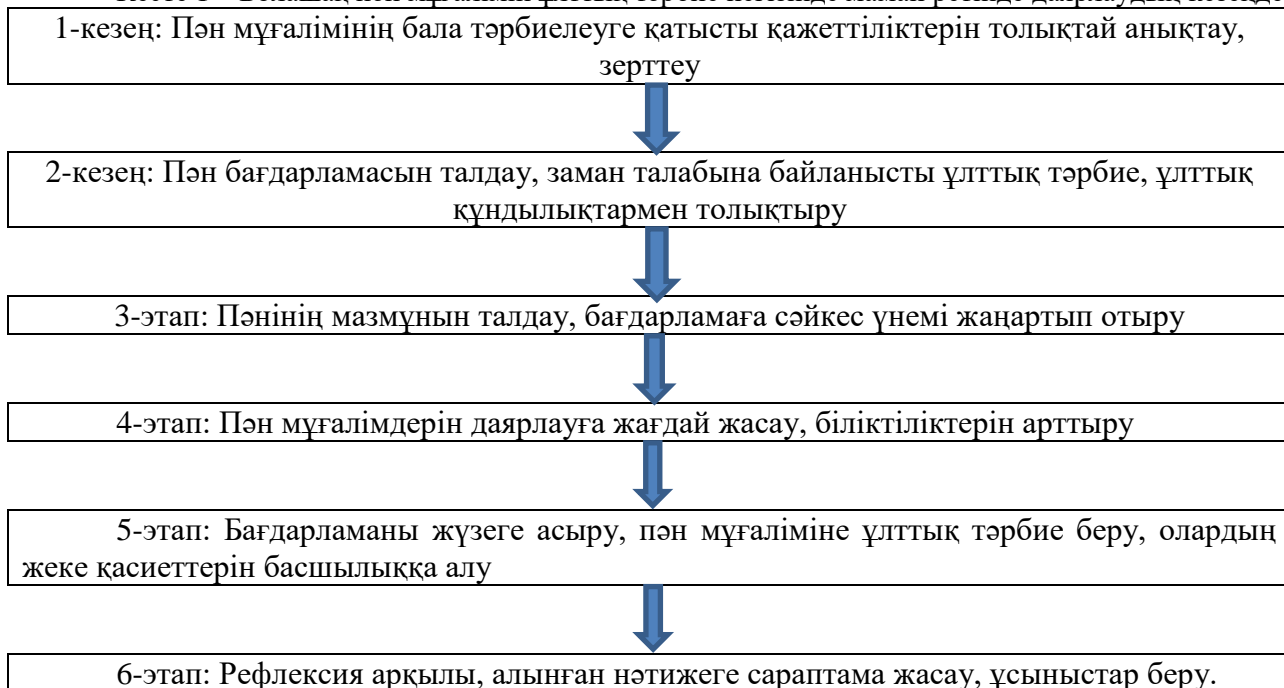 1-кезең: Пән мұғалімінің бала тәрбиелеуге қатысты қажеттіліктерін толықтай анықтау,
зерттеу
2-кезең: Пән бағдарламасын талдау, заман талабына байланысты ұлттық тәрбие, ұлттық
құндылықтармен толықтыру
3-этап: Пәнінің мазмұнын талдау, бағдарламаға сәйкес үнемі жаңартып отыру
4-этап: Пән мұғалімдерін даярлауға жағдай жасау, біліктіліктерін арттыру
5-этап: Бағдарламаны жүзеге асыру, пән мұғаліміне ұлттық тәрбие беру, олардың
жеке қасиеттерін басшылыққа алу
6-этап: Рефлексия арқылы, алынған нәтижеге сараптама жасау, ұсыныстар беру.